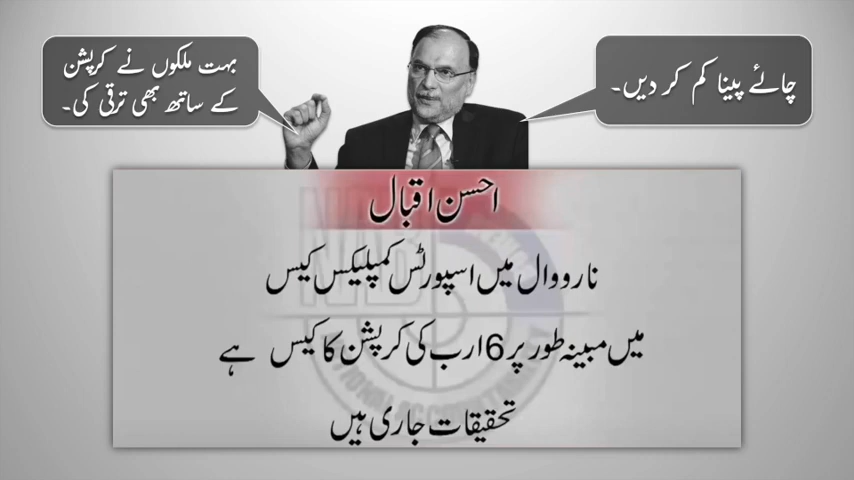 بہت ملکوں نے کرپشن
کے ساتھ بھی ترقی کی۔
چائے پینا کم کر دیں۔
احسن اقبال
نارووال میں اسپورٹس کمپلیکس کیس
میں مبینہ طور پر 6 ارب کی کرپشن کا کیس ہے
تحقیقات جاری ہیں